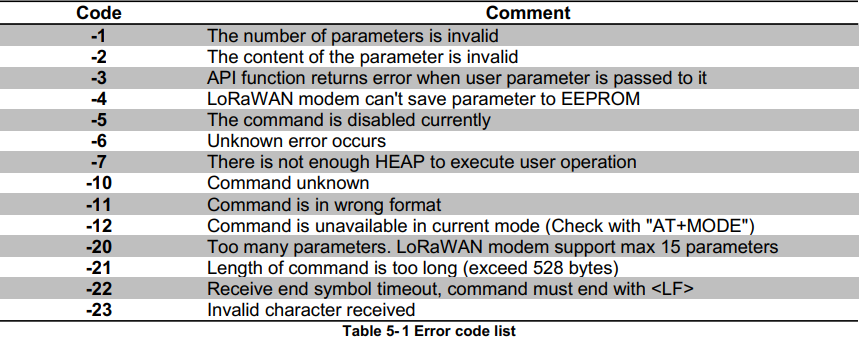 Code Comment
-1 The number of parameters is invalid
-2 The content of the parameter is invalid
-3 API function returns error when user parameter is passed to it
-4 LoRaWAN modem can't save parameter to EEPROM
-5 The command is disabled currently
-6 Unknown error occurs
-7 There is not enough HEAP to execute user operation
-10 Command unknown
-11 Command is in wrong format
-12 Command is unavailable in current mode (Check with "AT+MODE")
-20 Too many parameters. LoRaWAN modem support max 15 parameters
-21 Length of command is too long (exceed 528 bytes)
-22 Receive end symbol timeout, command must end with <LF>
-23 Invalid character received
Table 5-1 Error code list